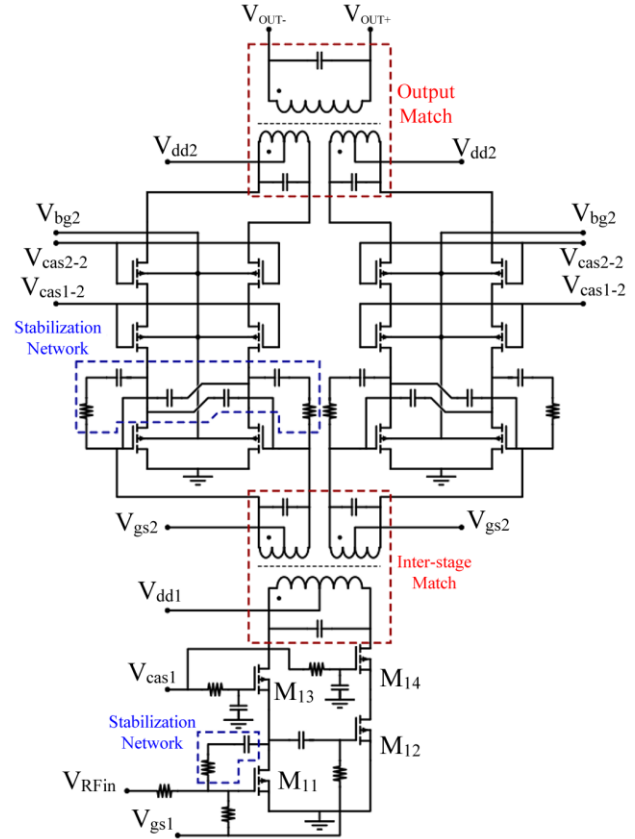 VOUT- VOUT+
Output
Match
Vdd2 Vdd2
Vbg2 Vbg2
Vcas2-2 Vcas2-2
Vcas1-2 Vcas1-2
Stabilization
Network
Vgs2 Vgs2
Inter-stage
Match
Vdd1
Vcas1
M13 M14
Stabilization
Network
M12
VRFin M11
Vgs1